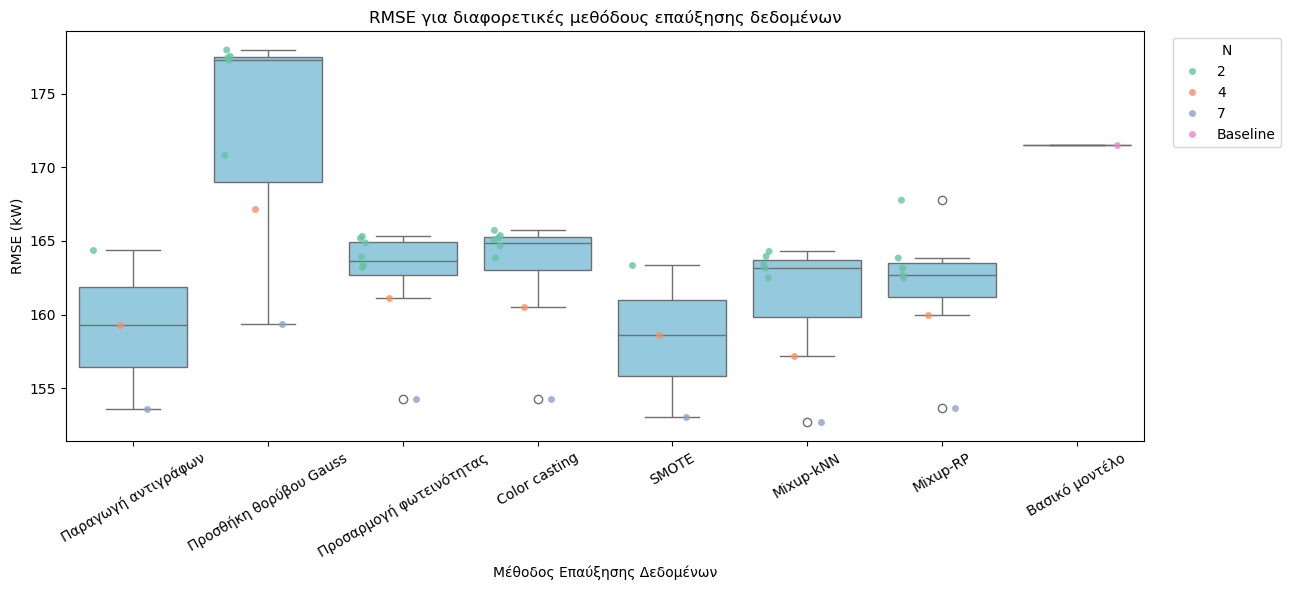 RMSE για διαφορετικές μεθόδους επαύξησης δεδομένων
RMSE (kW)
175
170
165
160
155
Παραγωγή αντιγράφων
Προσθήκη θορύβου Gauss
Προσαρμογή φωτεινότητας
Color casting
SMOTE
Mixup-kNN
Mixup-RP
Βασικό μοντέλο
Μέθοδος Επαύξησης Δεδομένων
N
2
4
7
Baseline